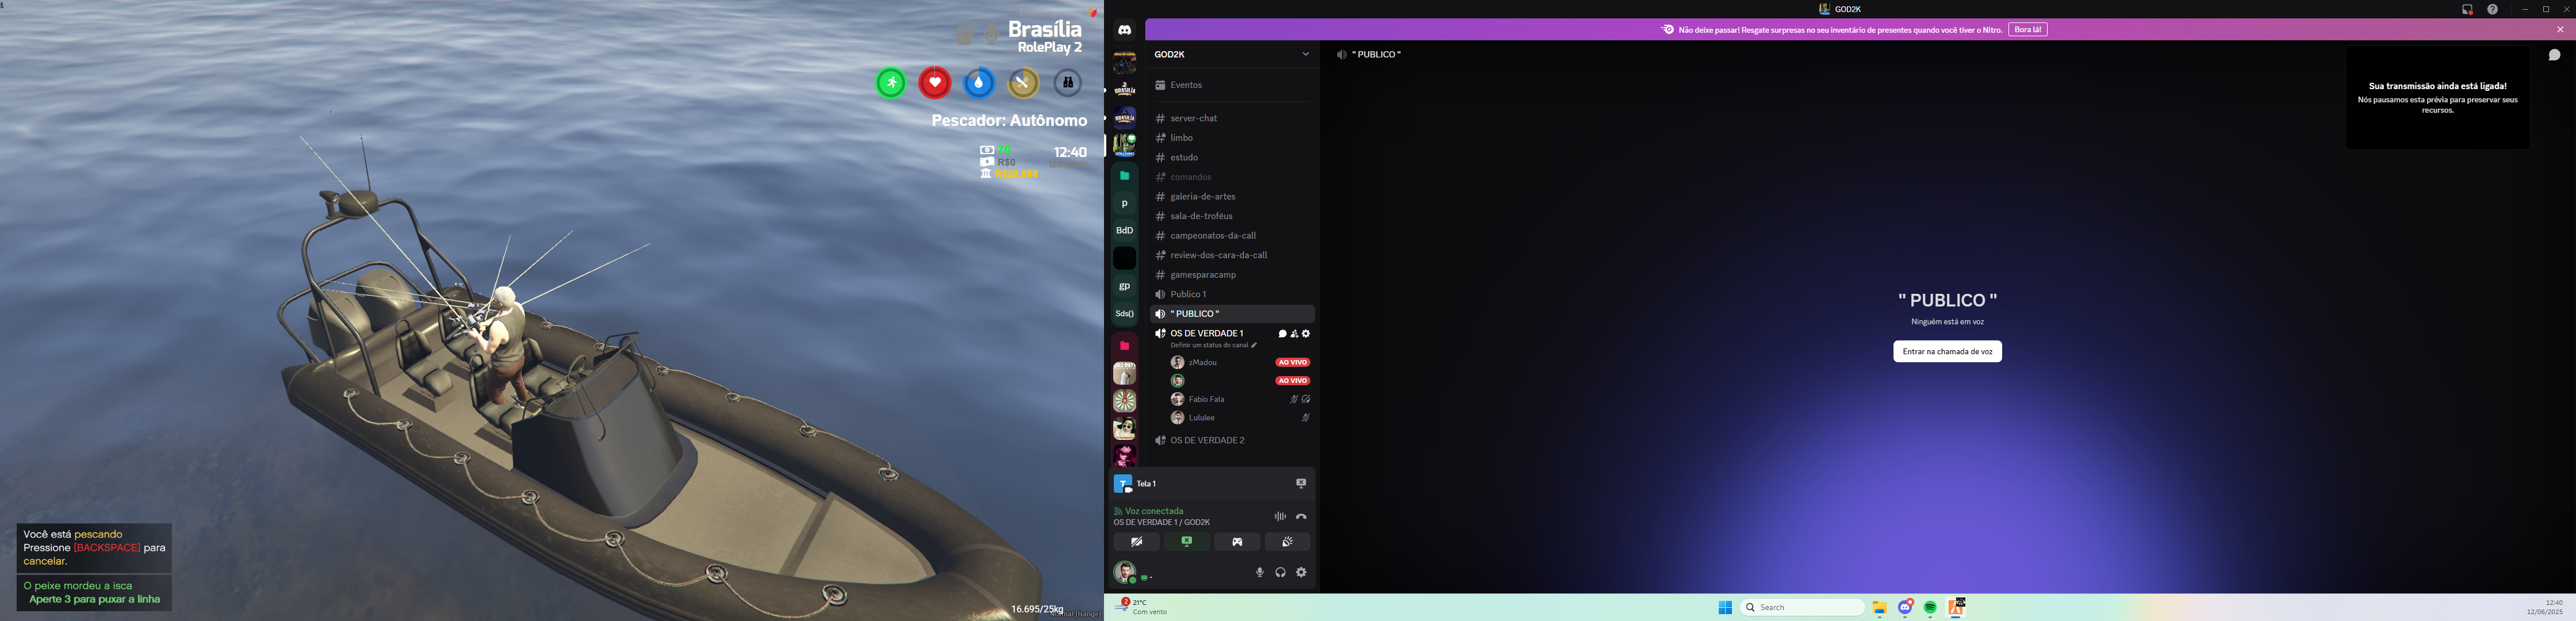 Brasília
RolePlay 2
Pescador: Autônomo
70
R$0
12:40
Você está pescando
Pressione [BACKSPACE] para
cancelar.
O peixe mordeu a isca
Aperte 3 para puxar a linha
16.695/25kg
GOD2K
Não deixe passar! Resgate surpresas no seu inventário de presentes quando você tiver o Nitro.
Bora lá!
GOD2K
Eventos
server-chat
limbo
estudo
comandos
galeria-de-artes
sala-de-troféus
campeonatos-da-call
review-dos-cara-da-call
gamesparacamp
Publico 1
" PUBLICO "
OS DE VERDADE 1
Definir um status do canal
zMadou
AO VIVO
AO VIVO
Fabio Fala
Lululee
OS DE VERDADE 2
p
BdD
gp
Sds()
T
Tela 1
Voz conectada
OS DE VERDADE 1 / GOD2K
" PUBLICO "
Sua transmissão ainda está ligada!
Nós pausamos esta prévia para preservar seus
recursos.
" PUBLICO "
Ninguém está em voz
Entrar na chamada de voz
2
21°C
Com vento
Search
12:40
12/06/2025